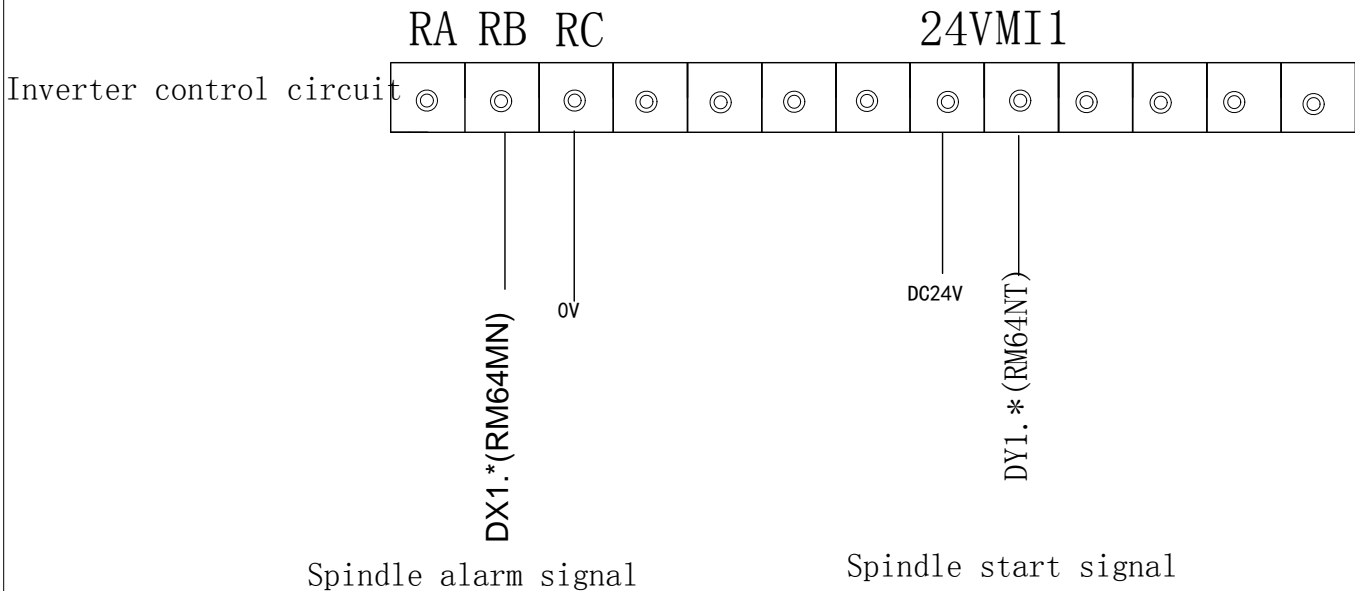 RA RB RC 24VMI1
Inverter control circuit
0V
DC24V
DX1.*(RM64MN)
DY1.*(RM64NT)
Spindle alarm signal
Spindle start signal